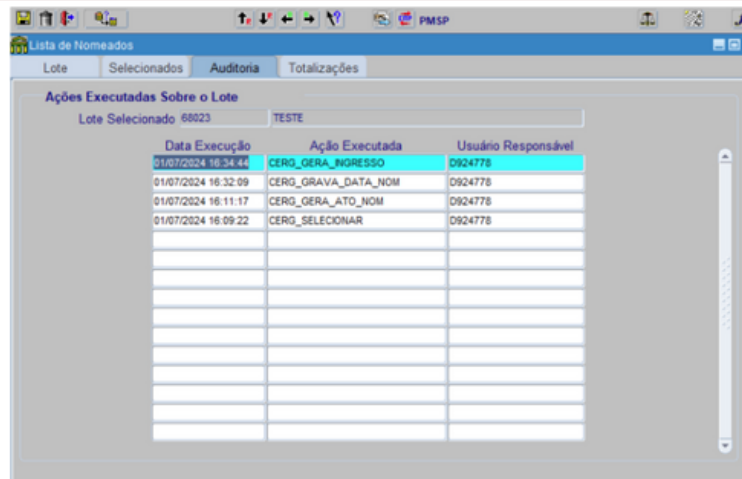 PMSP
Lista de Nomeados
Lote Selecionados Auditoria Totalizações
Ações Executadas Sobre o Lote
Lote Selecionado 68023 TESTE
Data Execução Ação Executada Usuário Responsável
01/07/2024 16:34:44 CERG_GERA_INGRESSO D924778
01/07/2024 16:32:09 CERG_GRAVA_DATA_NOM D924778
01/07/2024 16:11:17 CERG_GERA_ATO_NOM D924778
01/07/2024 16:09:22 CERG_SELECIONAR D924778